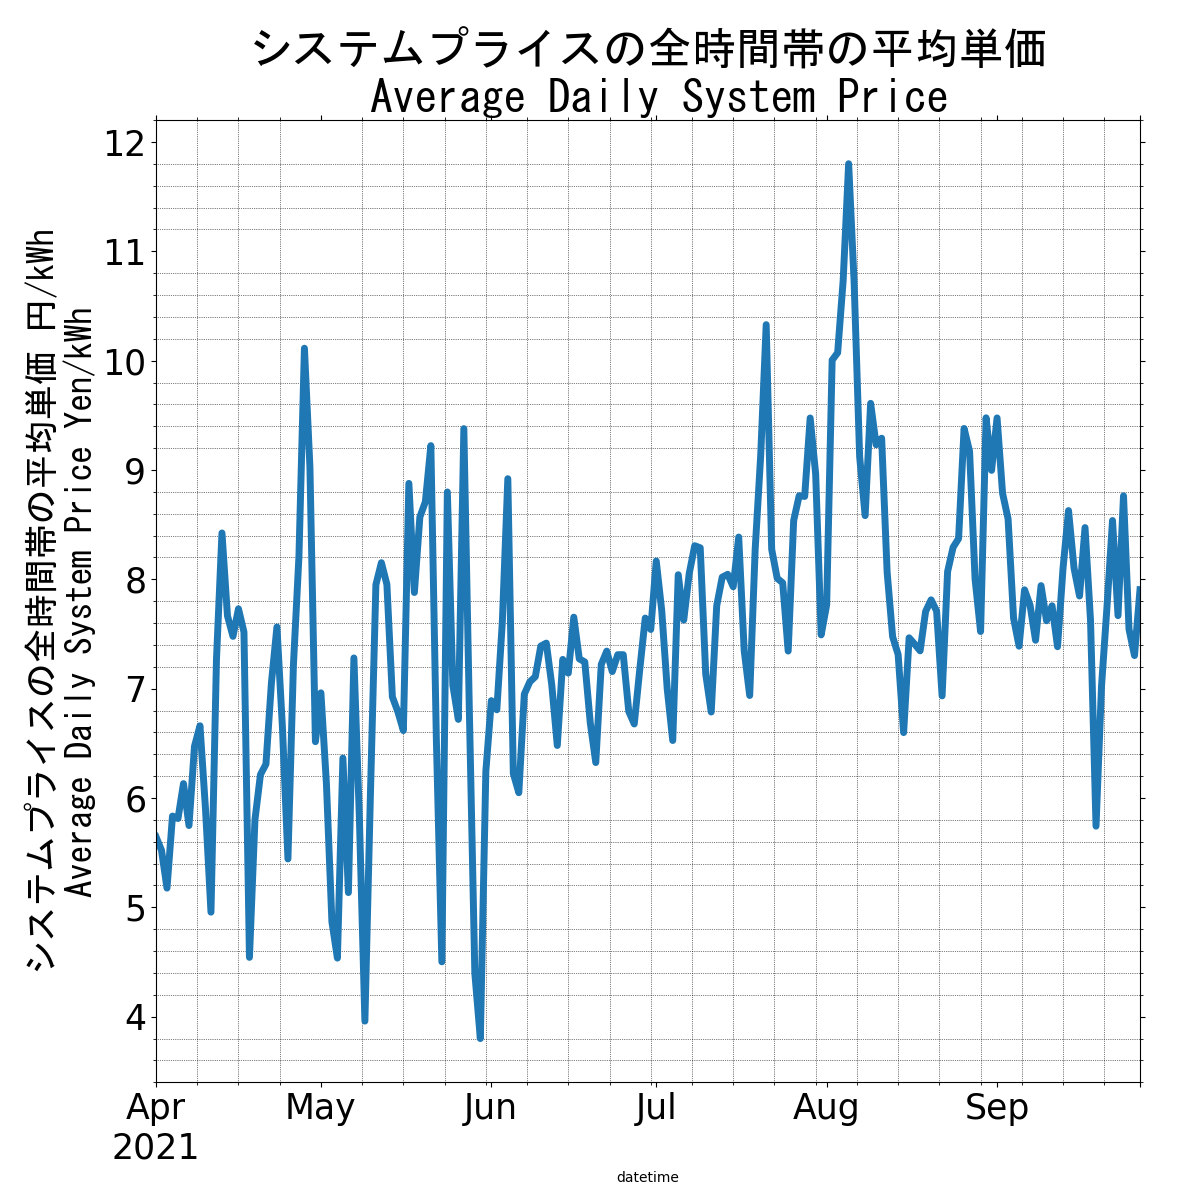 システムプライスの全時間帯の平均単価
Average Daily System Price
システムプライスの全時間帯の平均単価 円/kWh
Average Daily System Price Yen/kWh
12
11
10
9
8
7
6
5
4
Apr
May
Jun
Jul
Aug
Sep
2021
datetime